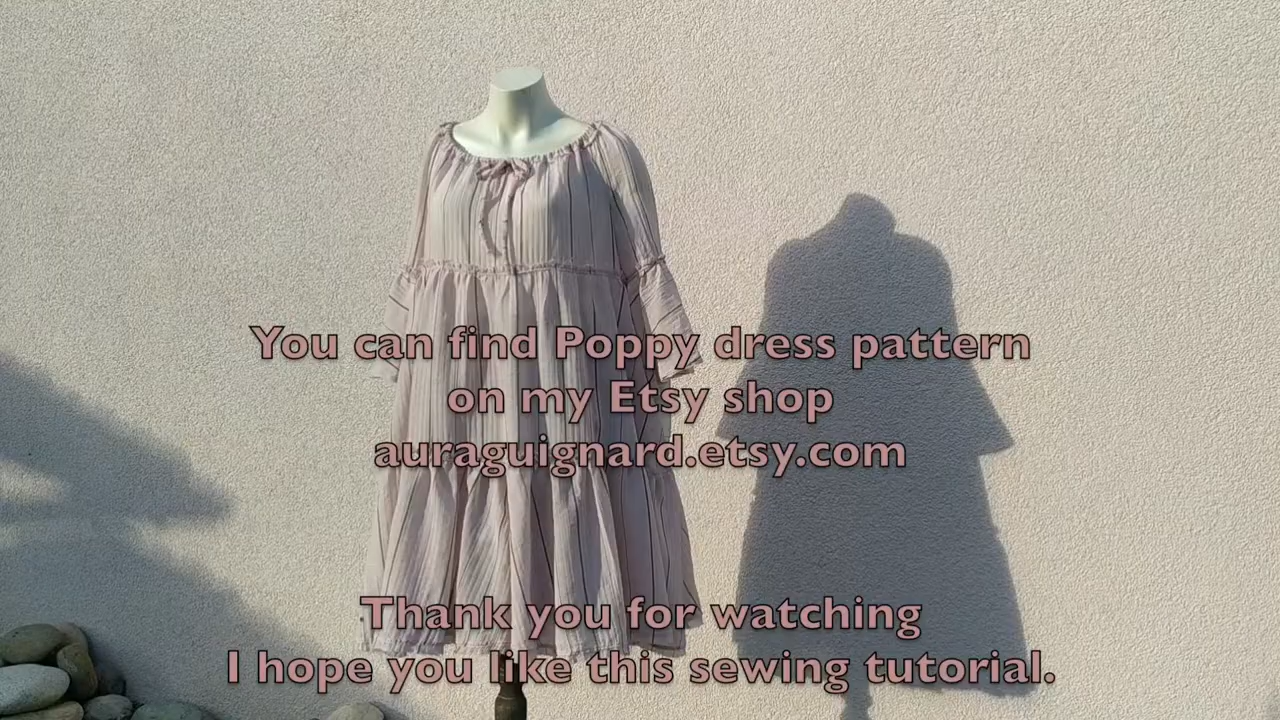 You can find Poppy dress pattern
on my Etsy shop
auraguignard.etsy.com
Thank you for watching
I hope you like this sewing tutorial.